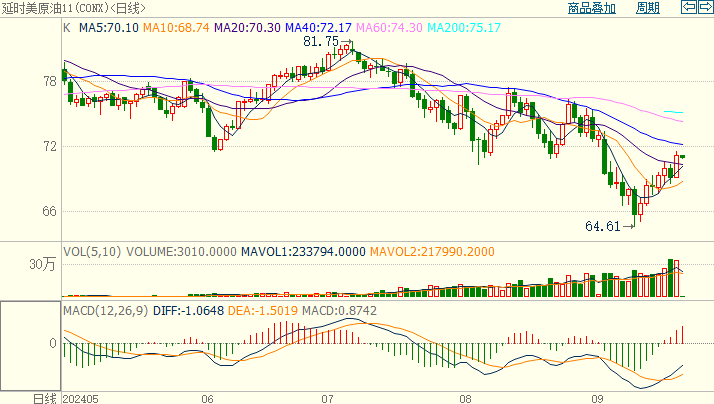 延时美原油11(CONX)<日线> 商品叠加 周期
K MA5:70.10 MA10:68.74 MA20:70.30 MA40:72.17 MA60:74.30 MA200:75.17
81.75
78
72
66
64.61
VOL(5,10) VOLUME:3010.0000 MAVOL1:233794.0000 MAVOL2:217990.2000
30万
MACD(12,26,9) DIFF:-1.0648 DEA:-1.5019 MACD:0.8742
0
日线 202405 06 07 08 09